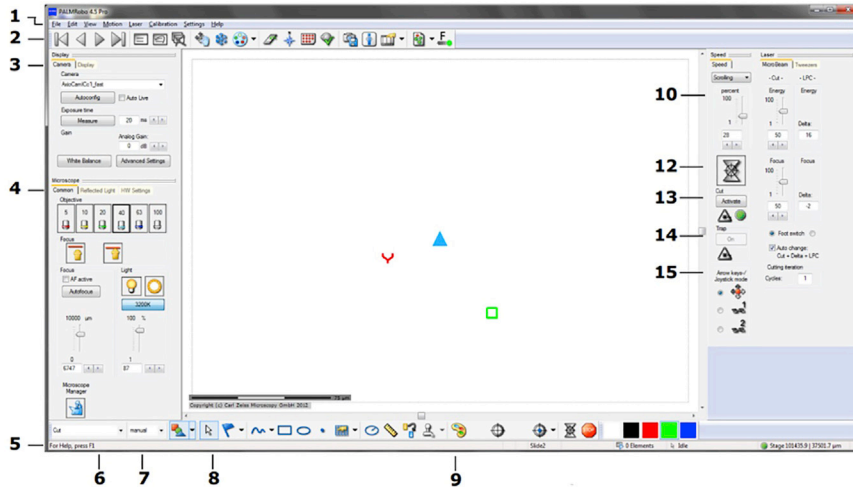 PALMRobo 4.5 Pro
1
File Edit View Motion Laser Calibration Settings Help
2
F
3
Display
Camera Display
Camera
AxioCamICc1_fast
Autoconfig Auto Live
Exposure time
Measure 20 ms
Gain Analog Gain:
0 dB
White Balance Advanced Settings
4
Microscope
Common Reflected Light HW Settings
Objective
5 10 20 40 63 100
Focus
Focus Light
AF active
Autofocus
3200K
10000 um 100 %
0 1
6747 87
Microscope
Manager
Copyright (c) Carl Zeiss Microscopy GmbH 2012
10
12
13
14
15
Speed
Speed
Scrolling
percent
100
1
20
Cut
Activate
Trap
On
Arrow keys-/
Joystick mode
1
2
Laser
MicroBeam Tweezers
- Cut - - LPC -
Energy Energy
100
1 Delta:
50 16
Focus Focus
100
1 Delta:
50 -2
Foot switch
Auto change:
Cut + Delta + LPC
Cutting iteration
Cycles: 1
Cut manual
5
For Help, press F1 Slide2 0 Elements Idle Stage 101435.9 | 37501.7 µm
6 7 8 9